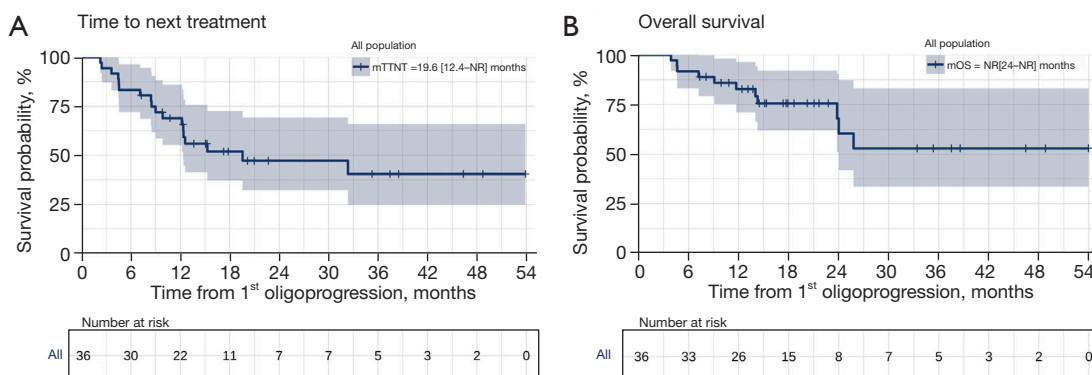 A Time to next treatment
All population
mTTNT =19.6 [12.4–NR] months
Survival probability, %
100
75
50
25
0
0 6 12 18 24 30 36 42 48 54
Time from 1st oligoprogression, months
Number at risk
All 36 30 22 11 7 7 5 3 2 0
B Overall survival
All population
mOS = NR[24–NR] months
Survival probability, %
100
75
50
25
0
0 6 12 18 24 30 36 42 48 54
Time from 1st oligoprogression, months
Number at risk
All 36 33 26 15 8 7 5 3 2 0